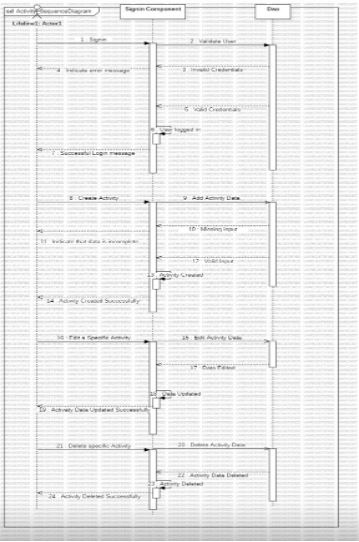 sd ActivitySequenceDiagram
Signin Component
Dao
Lifeline1: Actor1
1 : Signin
2 : Validate User
3 : Invalid Credentials
4 : Indicate error message
5 : Valid Credentials
6 : User logged in
7 : Successful Login message
8 : Create Activity
9 : Add Activity Data
10 : Missing Input
11 : Indicate that data is incomplete
12 : Valid Input
13 : Activity Created
14 : Activity Created Successfully
: Edit a Specific Activity
: Edit Activity Data
17 : Data Edited
18 : Data Updated
19 : Activity Data Updated Successfully
21 : Delete specific Activity
: Delete Activity Data
22 : Activity Data Deleted
: Activity Deleted
24 : Activity Deleted Successfully